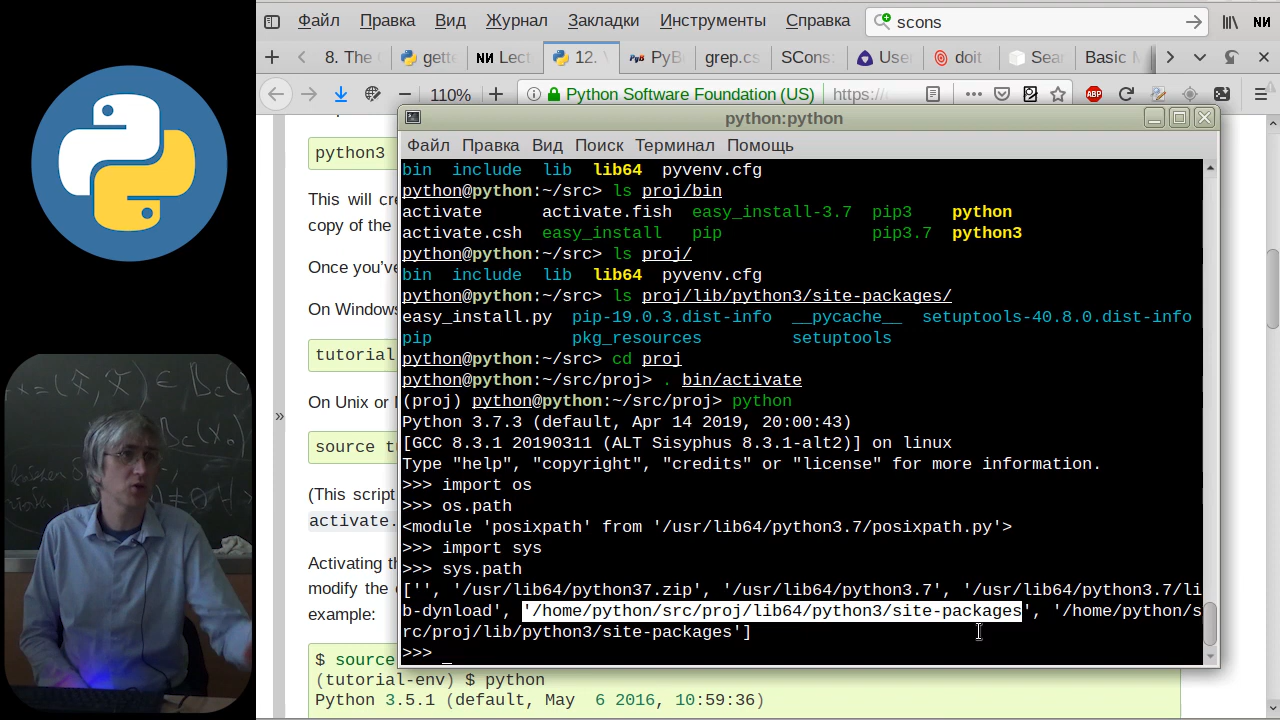 Файл Правка Вид Журнал Закладки Инструменты Справка scons
8. The gette Lect 12. V PyB grep.cs SCons: Use doit Sear Basic M
110% Python Software Foundation (US) https://
python:python
Файл Правка Вид Поиск Терминал Помощь
python3
This will cre
copy of the
Once you've
On Windows
tutorial
On Unix or M
source tu
(This script
activate.
Activating th
modify the e
example:
$ source
(tutorial-env) $ python
Python 3.5.1 (default, May  6 2016, 10:59:36)
bin include lib lib64 pyvenv.cfg
python@python:~/src> ls proj/bin
activate activate.fish easy_install-3.7 pip3 python
activate.csh easy_install pip pip3.7 python3
python@python:~/src> ls proj/
bin include lib lib64 pyvenv.cfg
python@python:~/src> ls proj/lib/python3/site-packages/
easy_install.py pip-19.0.3.dist-info __pycache__ setuptools-40.8.0.dist-info
pip pkg_resources setuptools
python@python:~/src> cd proj
python@python:~/src/proj> . bin/activate
(proj) python@python:~/src/proj> python
Python 3.7.3 (default, Apr 14 2019, 20:00:43)
[GCC 8.3.1 20190311 (ALT Sisyphus 8.3.1-alt2)] on linux
Type "help", "copyright", "credits" or "license" for more information.
>>> import os
>>> os.path
<module 'posixpath' from '/usr/lib64/python3.7/posixpath.py'>
>>> import sys
>>> sys.path
['', '/usr/lib64/python37.zip', '/usr/lib64/python3.7', '/usr/lib64/python3.7/li
b-dynload', '/home/python/src/proj/lib64/python3/site-packages', '/home/python/s
rc/proj/lib/python3/site-packages']
>>>